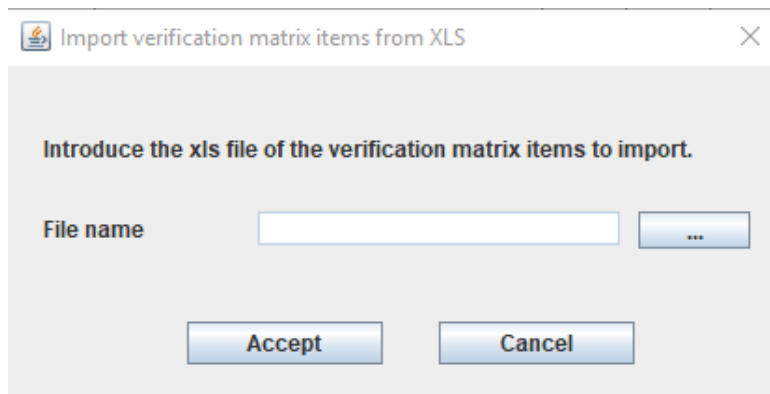 Import verification matrix items from XLS
Introduce the xls file of the verification matrix items to import.
File name ...
Accept Cancel